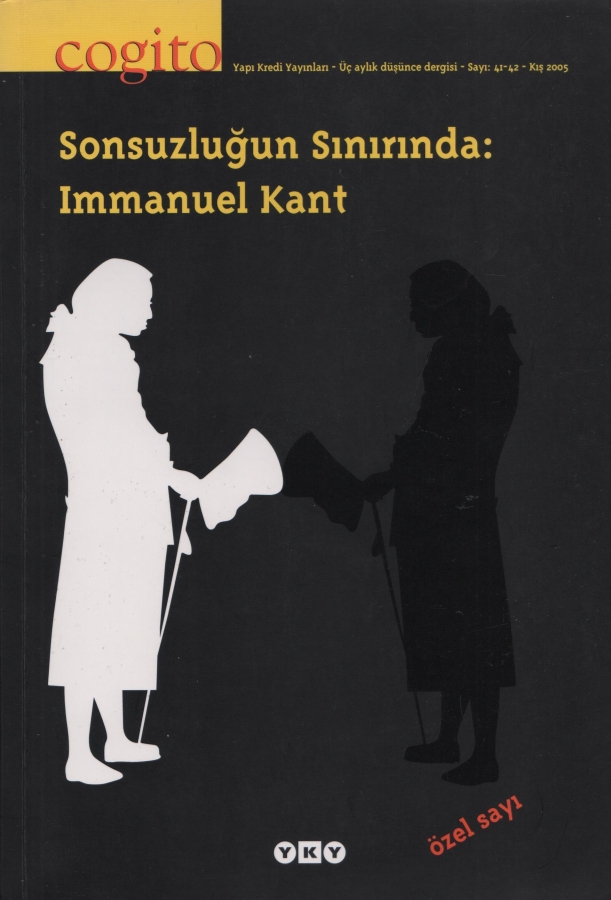 cogito
Yapı Kredi Yayınları - Üç aylık düşünce dergisi - Sayı: 41-42 - Kış 2005
Sonsuzluğun Sınırında:
Immanuel Kant
özel sayı
YKY